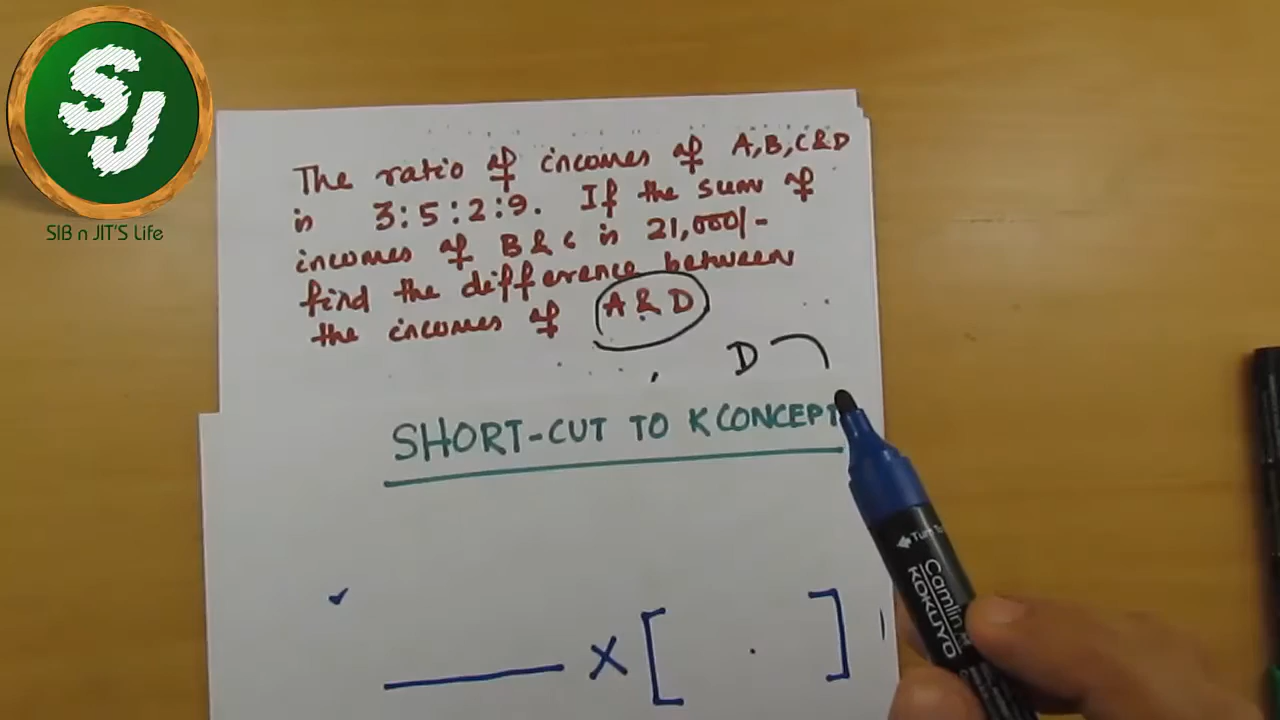 SJ
SIB n JIT'S Life
The ratio of incomes of A,B,C&D
is 3:5:2:9. If the sum of
incomes of B & C is 21,000/-
find the difference between
the incomes of A & D
D
SHORT-CUT TO K CONCEPT
× [ ]
Camlin
KOKUYO